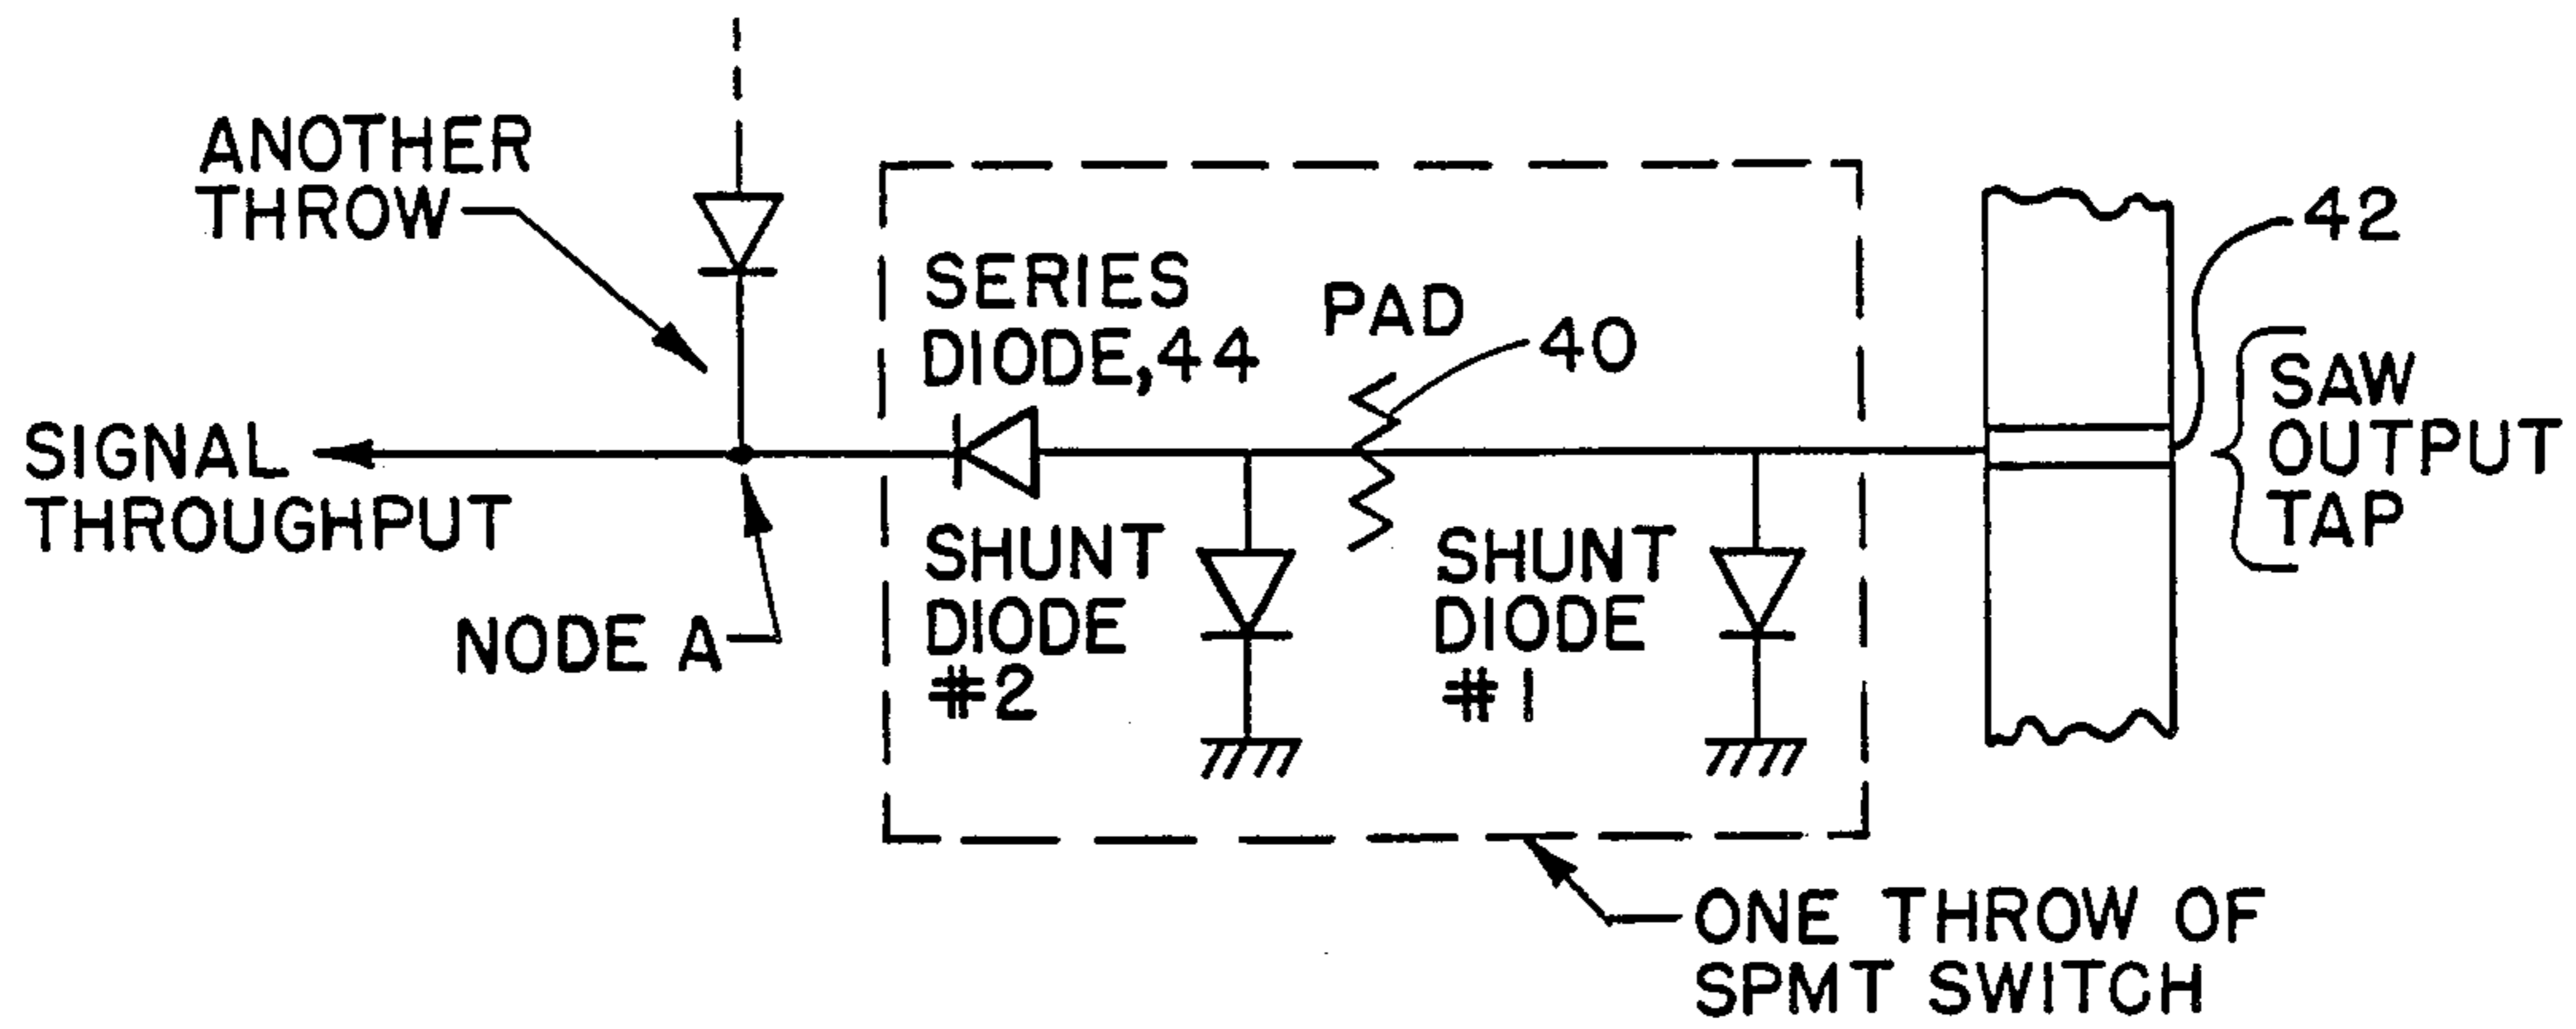 ANOTHER
THROW
SERIES
DIODE,44
PAD
40
42
SAW
OUTPUT
TAP
SIGNAL
THROUGHPUT
NODE A
SHUNT
DIODE
#2
SHUNT
DIODE
#1
ONE THROW OF
SPMT SWITCH